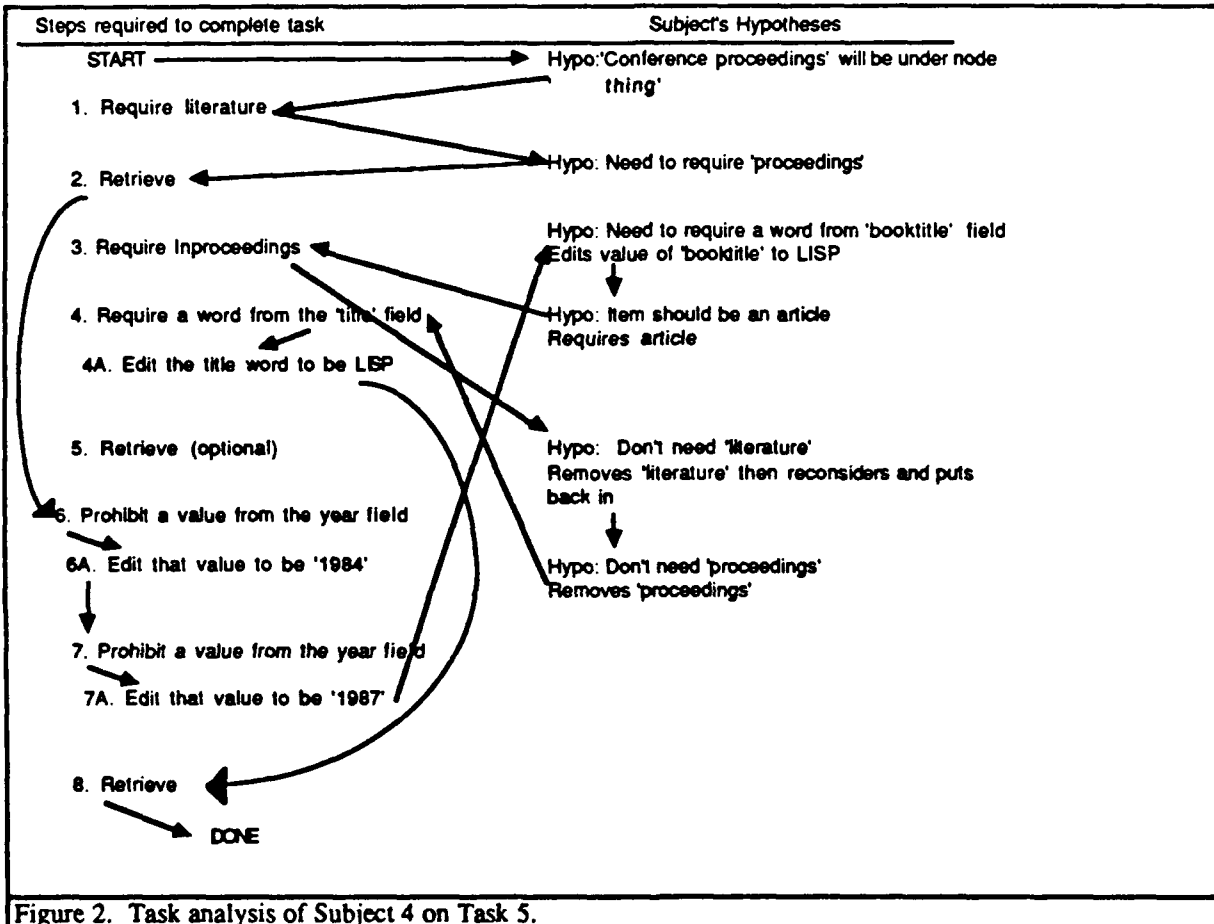 Steps required to complete task
Subject's Hypotheses
START
Hypo:'Conference proceedings' will be under node
thing'
1. Require literature
Hypo: Need to require 'proceedings'
2. Retrieve
Hypo: Need to require a word from 'booktitle' field
Edits value of 'booktitle' to LISP
3. Require Inproceedings
4. Require a word from the 'title' field
Hypo: Item should be an article
Requires article
4A. Edit the title word to be LISP
5. Retrieve (optional)
Hypo: Don't need 'literature'
Removes 'literature' then reconsiders and puts
back in
6. Prohibit a value from the year field
6A. Edit that value to be '1984'
Hypo: Don't need 'proceedings'
Removes 'proceedings'
7. Prohibit a value from the year field
7A. Edit that value to be '1987'
8. Retrieve
DONE
Figure 2. Task analysis of Subject 4 on Task 5.